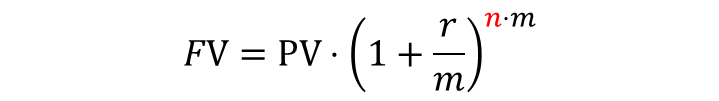 FV = PV · (1 + r/m)^n·m